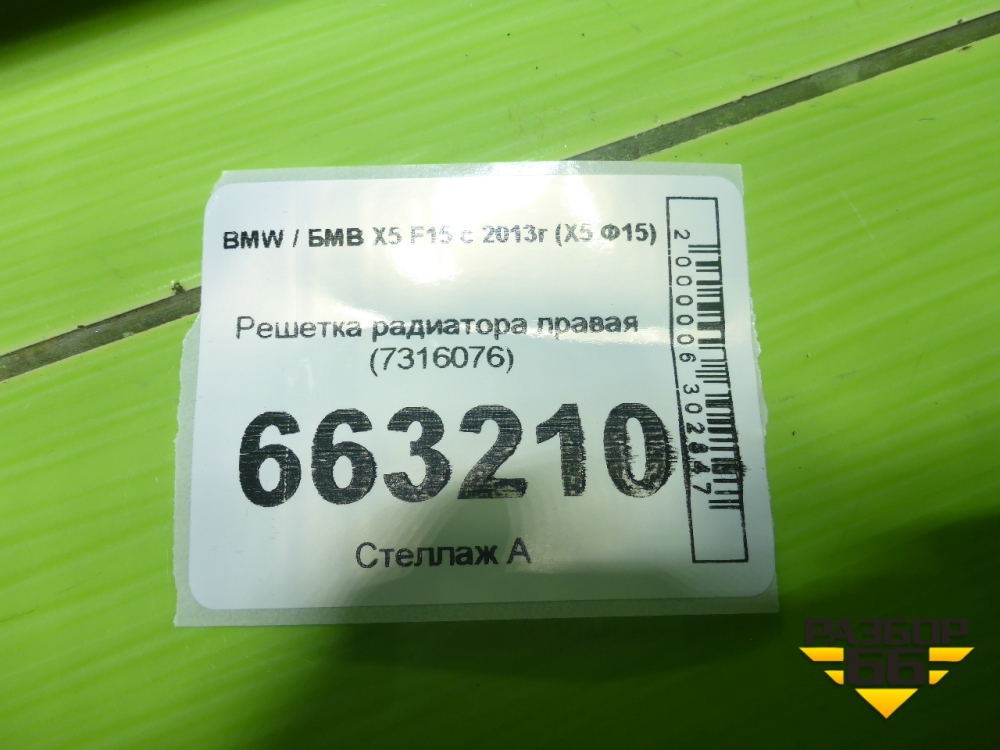 BMW / БМВ X5 F15 с 2013г (X5 Ф15)
Решетка радиатора правая
(7316076)
663210
Стеллаж А
2000006302847
РАЗБОР
66